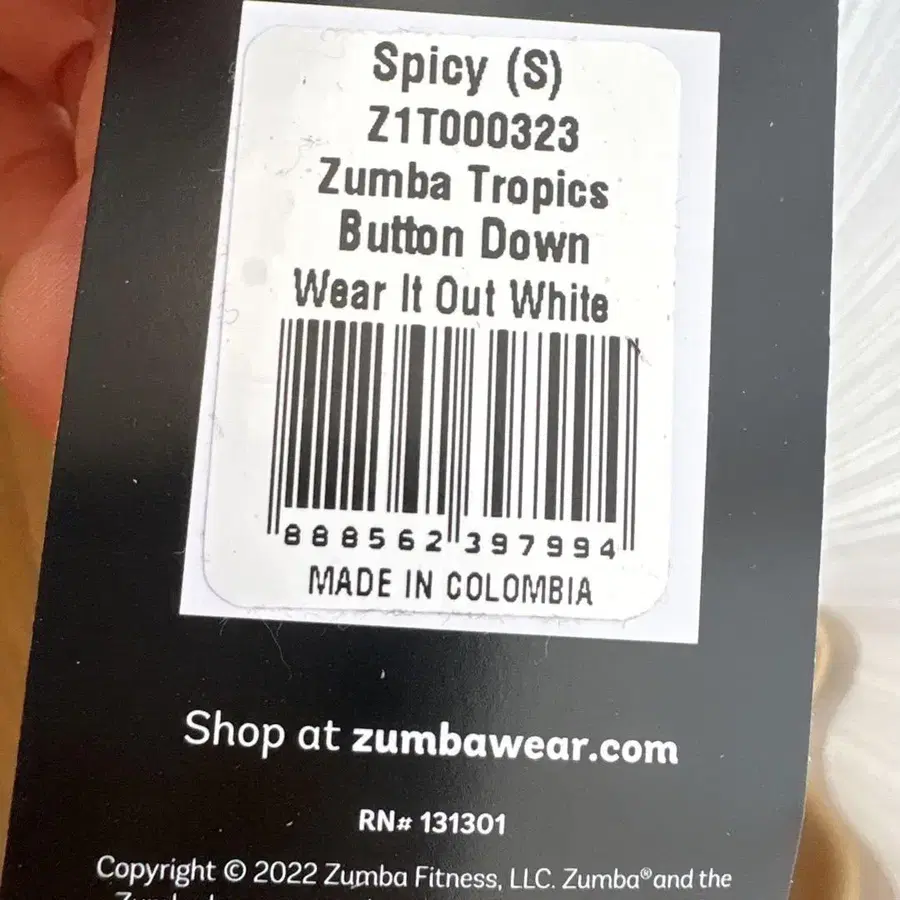 Spicy (S)
Z1T000323
Zumba Tropics
Button Down
Wear It Out White
888562 397994
MADE IN COLOMBIA
Shop at zumbawear.com
RN# 131301
Copyright © 2022 Zumba Fitness, LLC. Zumba® and the